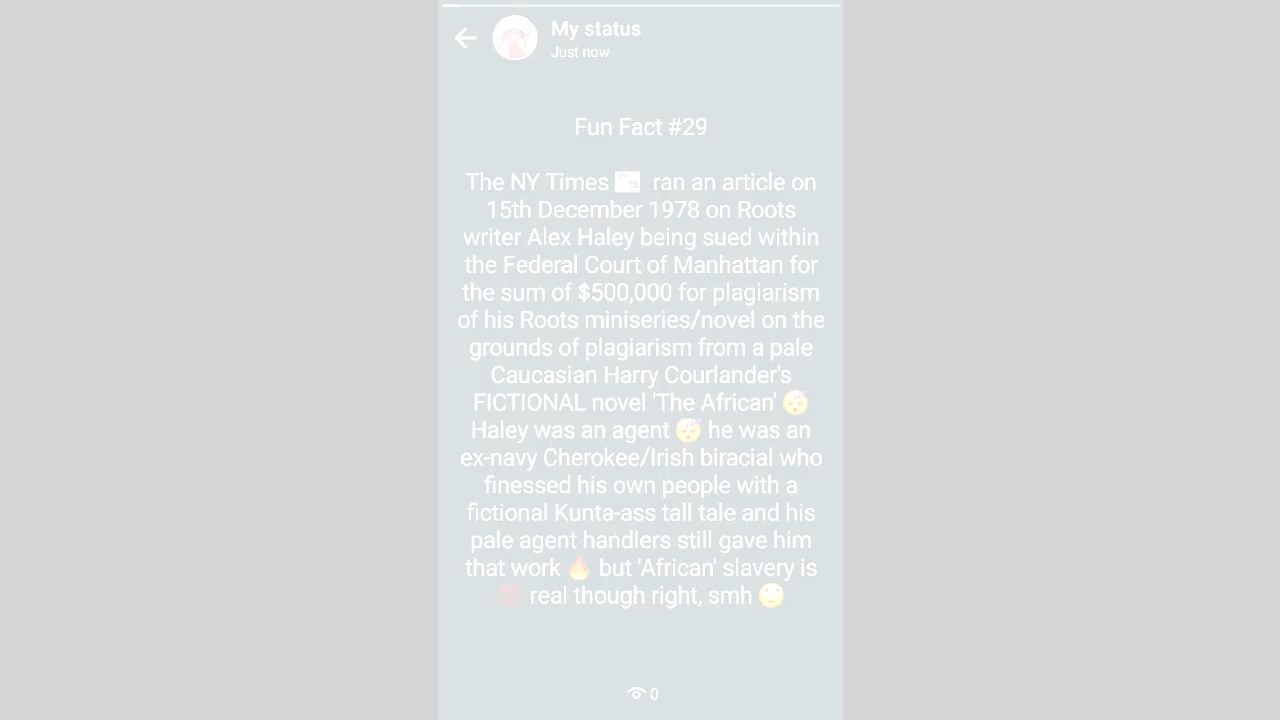 My status
Just now
Fun Fact #29
The NY Times ran an article on
15th December 1978 on Roots
writer Alex Haley being sued within
the Federal Court of Manhattan for
the sum of $500,000 for plagiarism
of his Roots miniseries/novel on the
grounds of plagiarism from a pale
Caucasian Harry Courlander's
FICTIONAL novel 'The African' 😴
Haley was an agent 😴 he was an
ex-navy Cherokee/Irish biracial who
finessed his own people with a
fictional Kunta-ass tall tale and his
pale agent handlers still gave him
that work 🔥 but 'African' slavery is
💯 real though right, smh 🙄
0